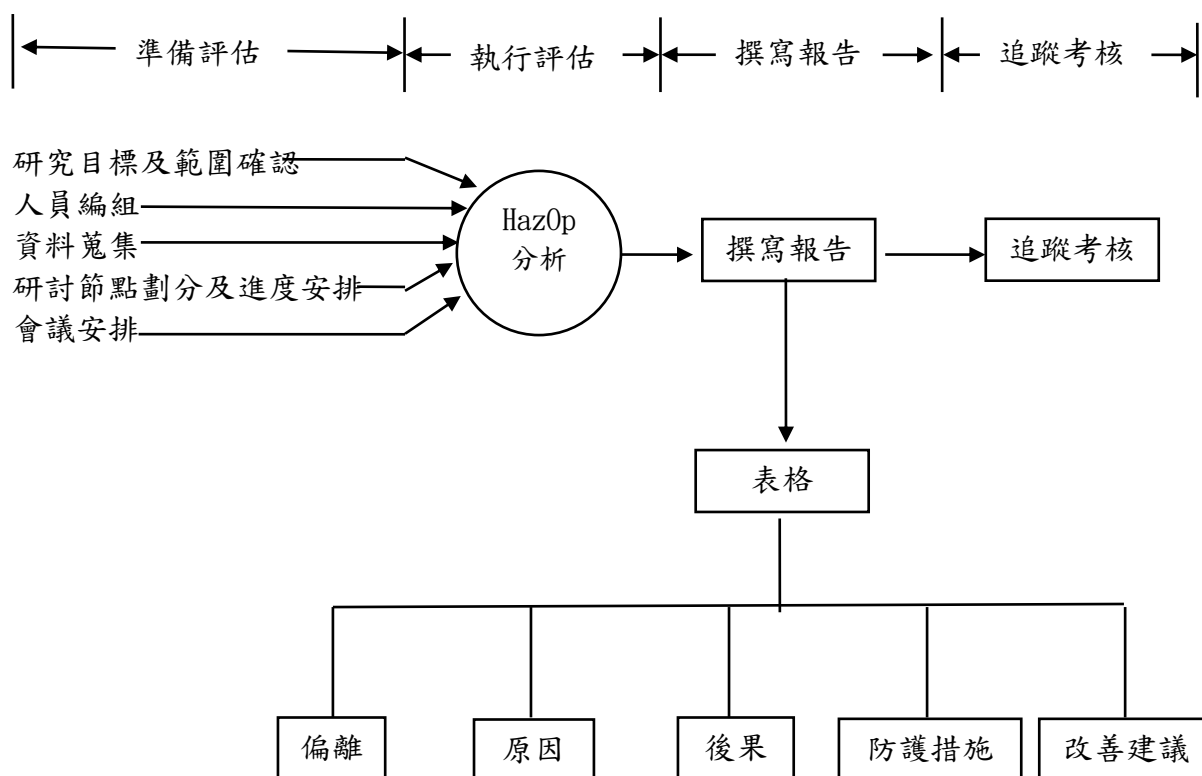 準備評估
執行評估
撰寫報告
追蹤考核
研究目標及範圍確認
人員編組
資料蒐集
研討節點劃分及進度安排
會議安排
HazOp
分析
撰寫報告
追蹤考核
表格
偏離
原因
後果
防護措施
改善建議